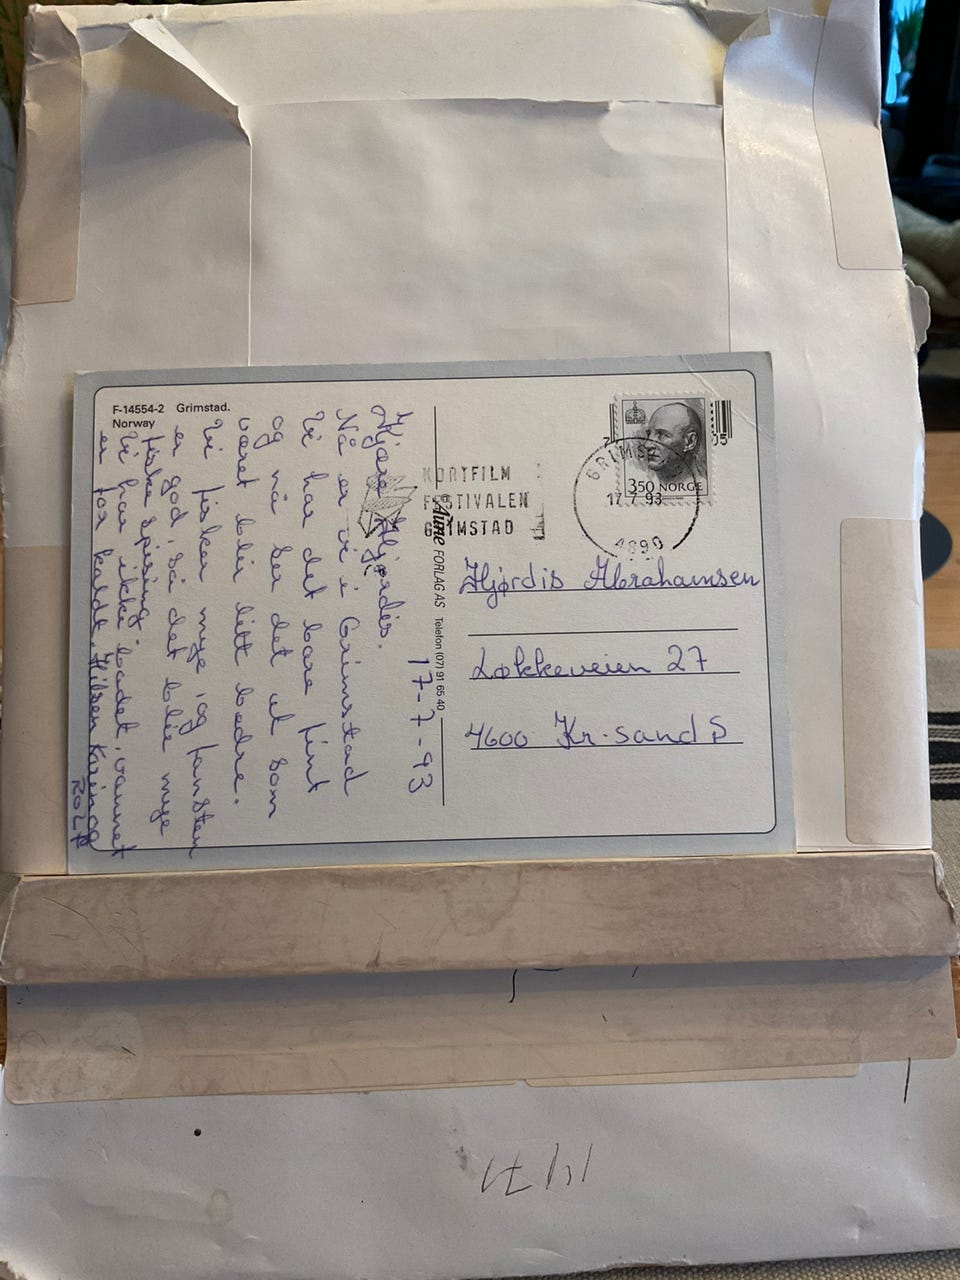 F-14554-2 Grimstad.
Norway
17-7-93
Kjære Hjørdis.
Nå er vi i Grimstad
Vi har det bare fint
og nå ser det ut som
været blir litt bedre.
Vi fisker mye og fansten
er god, så det blir mye
fiske spising.
Vi har ikke badet, vannet
er for kaldt. Hilsen Karin og
ROLF
Aune FORLAG AS Telefon (07) 91 65 40
KORTFILM
FESTIVALEN
GRIMSTAD
GRIMSTAD
17.7.93
4890
350 NORGE
Hjørdis Abrahamsen
Løkkeveien 27
4600 Kr.sand S